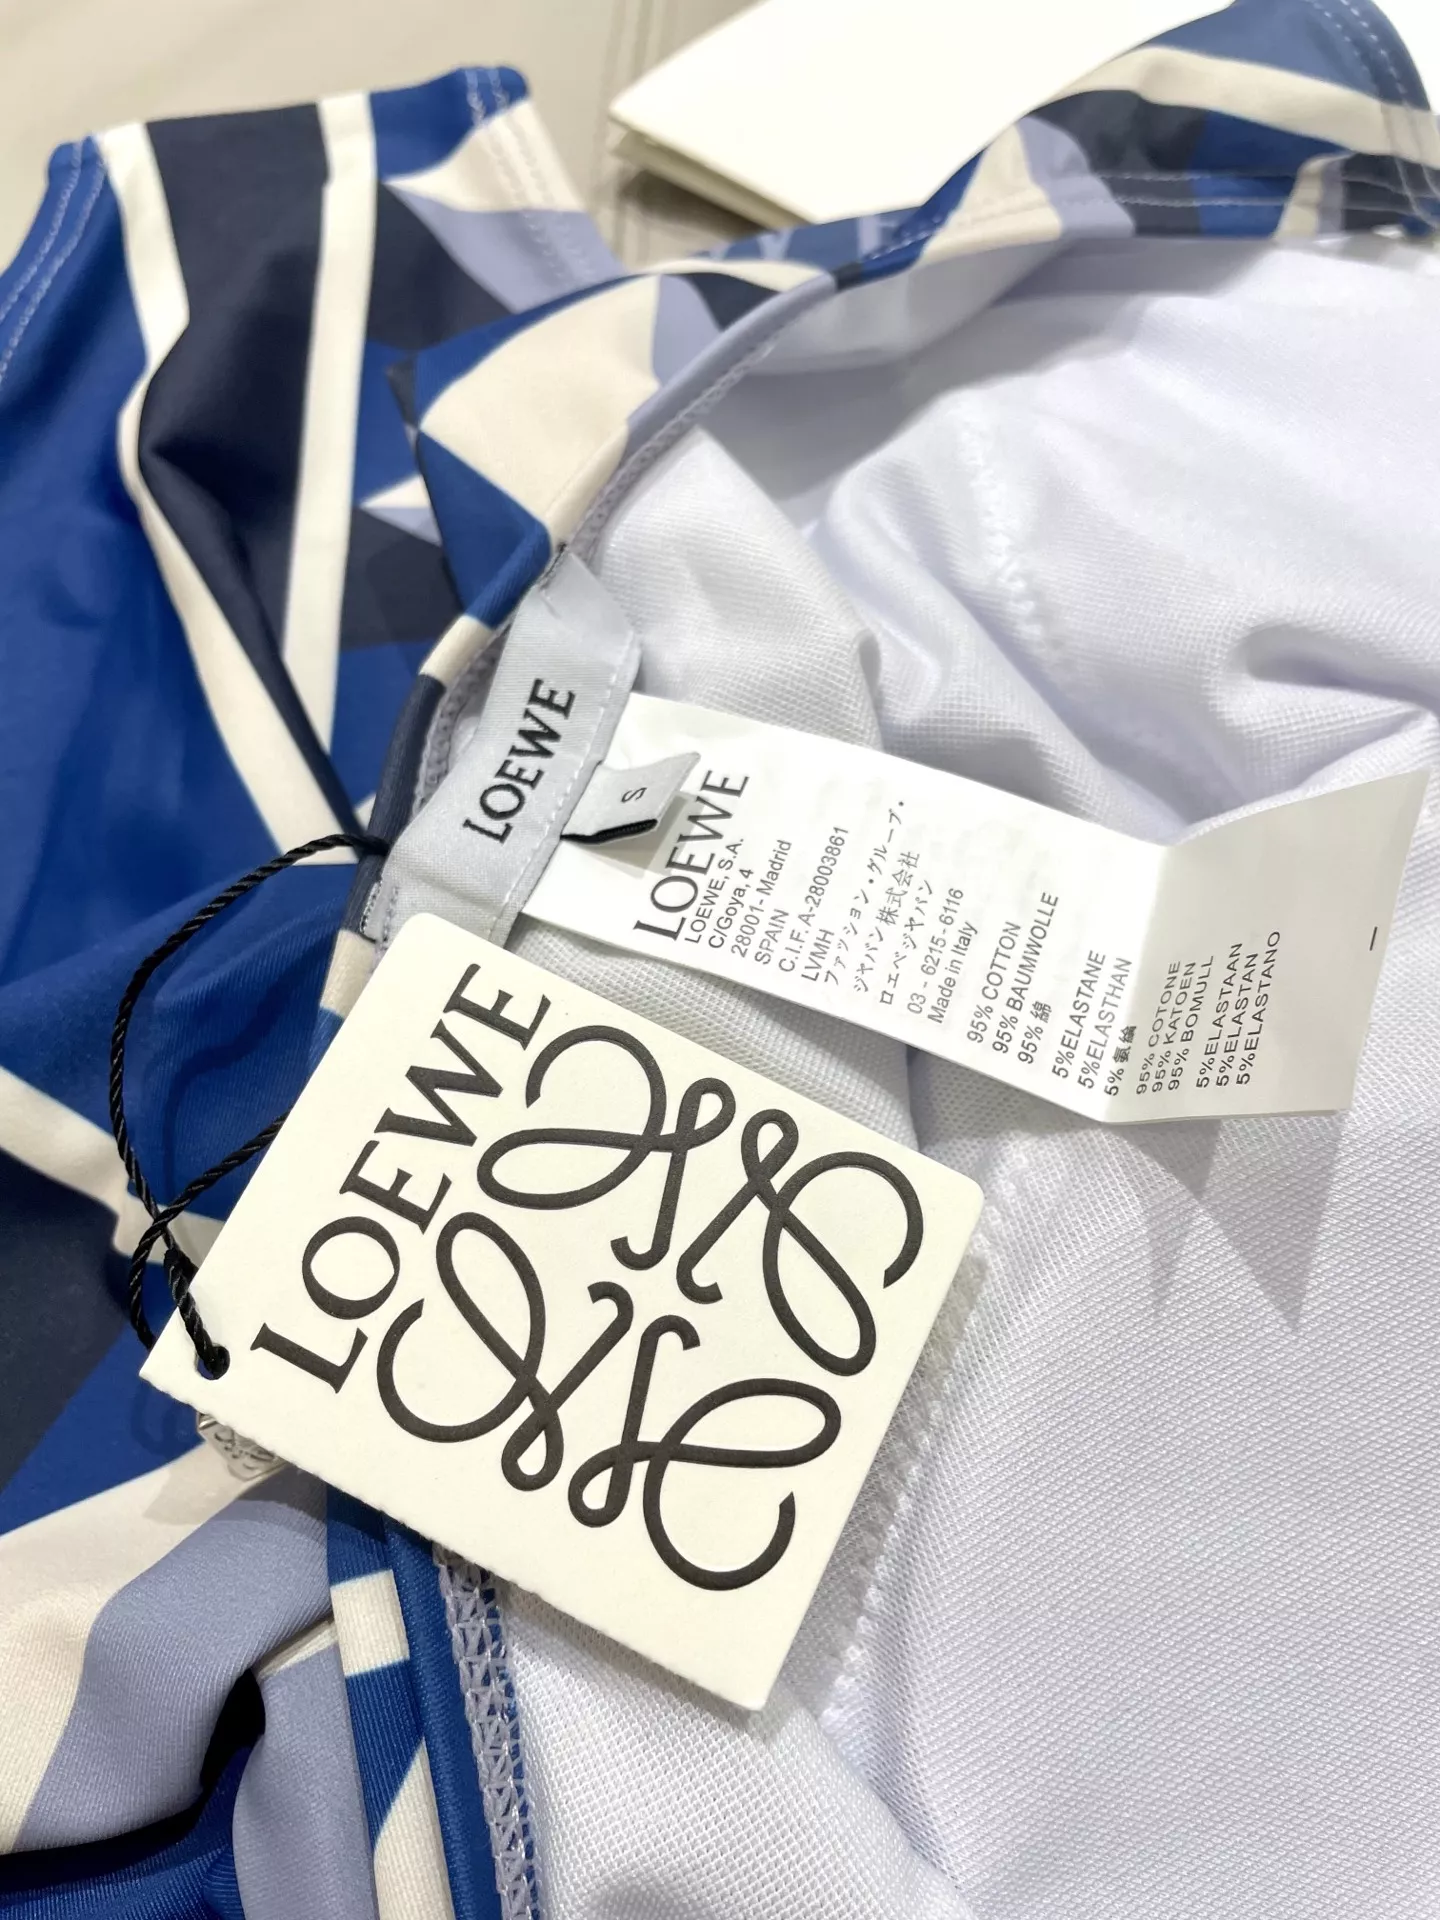 LOEWE
S
LOEWE
LOEWE, S.A.
C/Goya, 4
28001- Madrid
SPAIN
C.I.F. A-28003861
LVMH
ファッション・グループ・
ジャパン 株式会社
ロエベジャパン
03 - 6215 - 6116
Made in Italy
95% COTTON
95% BAUMWOLLE
95% 綿
5%ELASTANE
5%ELASTHAN
5% 氨綸
95% COTONE
95% KATOEN
95% BOMULL
5%ELASTAAN
5%ELASTAN
5%ELASTANO
LOEWE